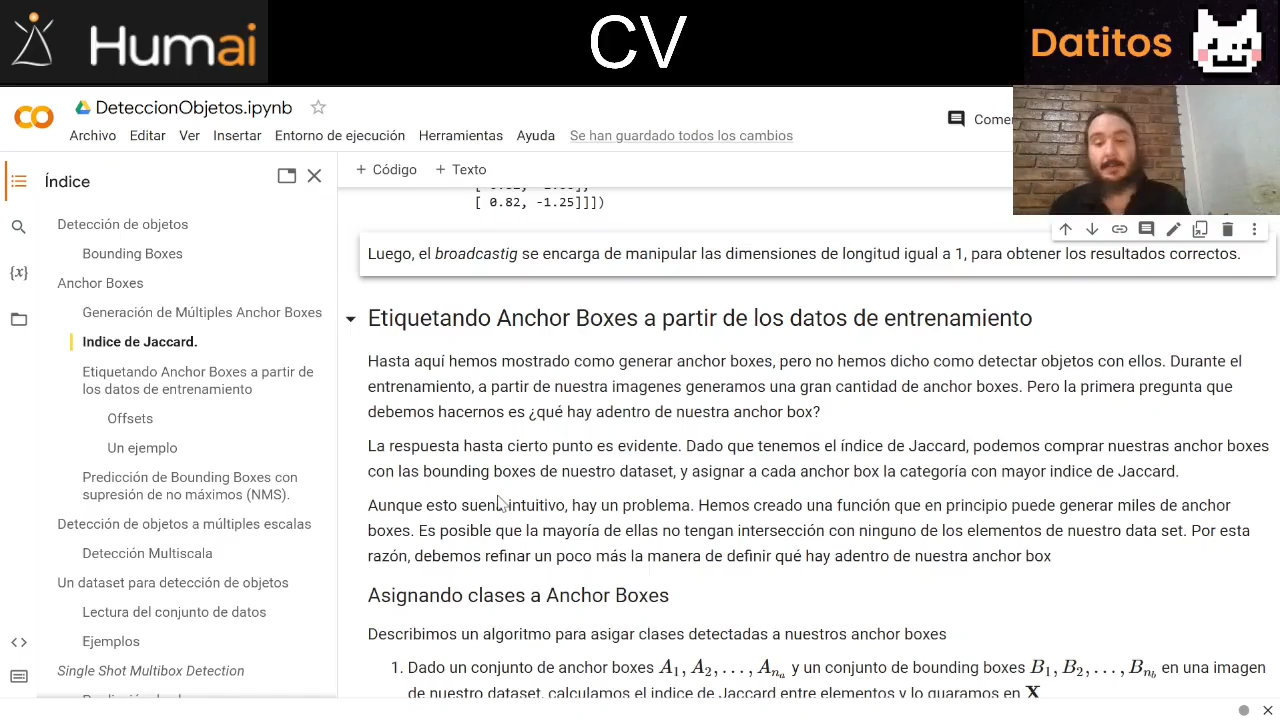 Humai
CV
Datitos
DeteccionObjetos.ipynb
Archivo Editar Ver Insertar Entorno de ejecución Herramientas Ayuda Se han guardado todos los cambios
Comen
Índice
+ Código + Texto
Detección de objetos
Bounding Boxes
Anchor Boxes
Generación de Múltiples Anchor Boxes
Indice de Jaccard.
Etiquetando Anchor Boxes a partir de
los datos de entrenamiento
Offsets
Un ejemplo
Predicción de Bounding Boxes con
supresión de no máximos (NMS).
Detección de objetos a múltiples escalas
Detección Multiscala
Un dataset para detección de objetos
Lectura del conjunto de datos
Ejemplos
Single Shot Multibox Detection
[ 0.82, -1.25]]])
Luego, el broadcastig se encarga de manipular las dimensiones de longitud igual a 1, para obtener los resultados correctos.
Etiquetando Anchor Boxes a partir de los datos de entrenamiento
Hasta aquí hemos mostrado como generar anchor boxes, pero no hemos dicho como detectar objetos con ellos. Durante el
entrenamiento, a partir de nuestra imagenes generamos una gran cantidad de anchor boxes. Pero la primera pregunta que
debemos hacernos es ¿qué hay adentro de nuestra anchor box?
La respuesta hasta cierto punto es evidente. Dado que tenemos el índice de Jaccard, podemos comprar nuestras anchor boxes
con las bounding boxes de nuestro dataset, y asignar a cada anchor box la categoría con mayor indice de Jaccard.
Aunque esto suena intuitivo, hay un problema. Hemos creado una función que en principio puede generar miles de anchor
boxes. Es posible que la mayoría de ellas no tengan intersección con ninguno de los elementos de nuestro data set. Por esta
razón, debemos refinar un poco más la manera de definir qué hay adentro de nuestra anchor box
Asignando clases a Anchor Boxes
Describimos un algoritmo para asigar clases detectadas a nuestros anchor boxes
1. Dado un conjunto de anchor boxes A₁, A₂, . . . , Aₙₐ y un conjunto de bounding boxes B₁, B₂, . . . , Bₙ_b en una imagen
de nuestro dataset, calculamos el indice de Jaccard entre elementos y lo guaramos en X